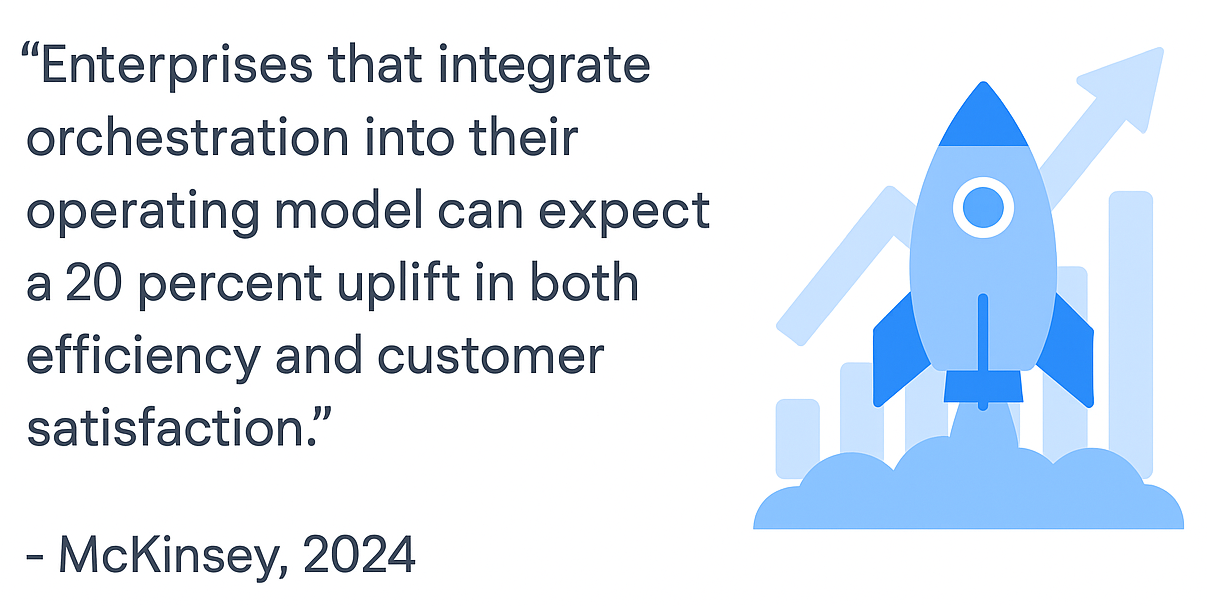 “Enterprises that integrate
orchestration into their
operating model can expect
a 20 percent uplift in both
efficiency and customer
satisfaction.”
- McKinsey, 2024